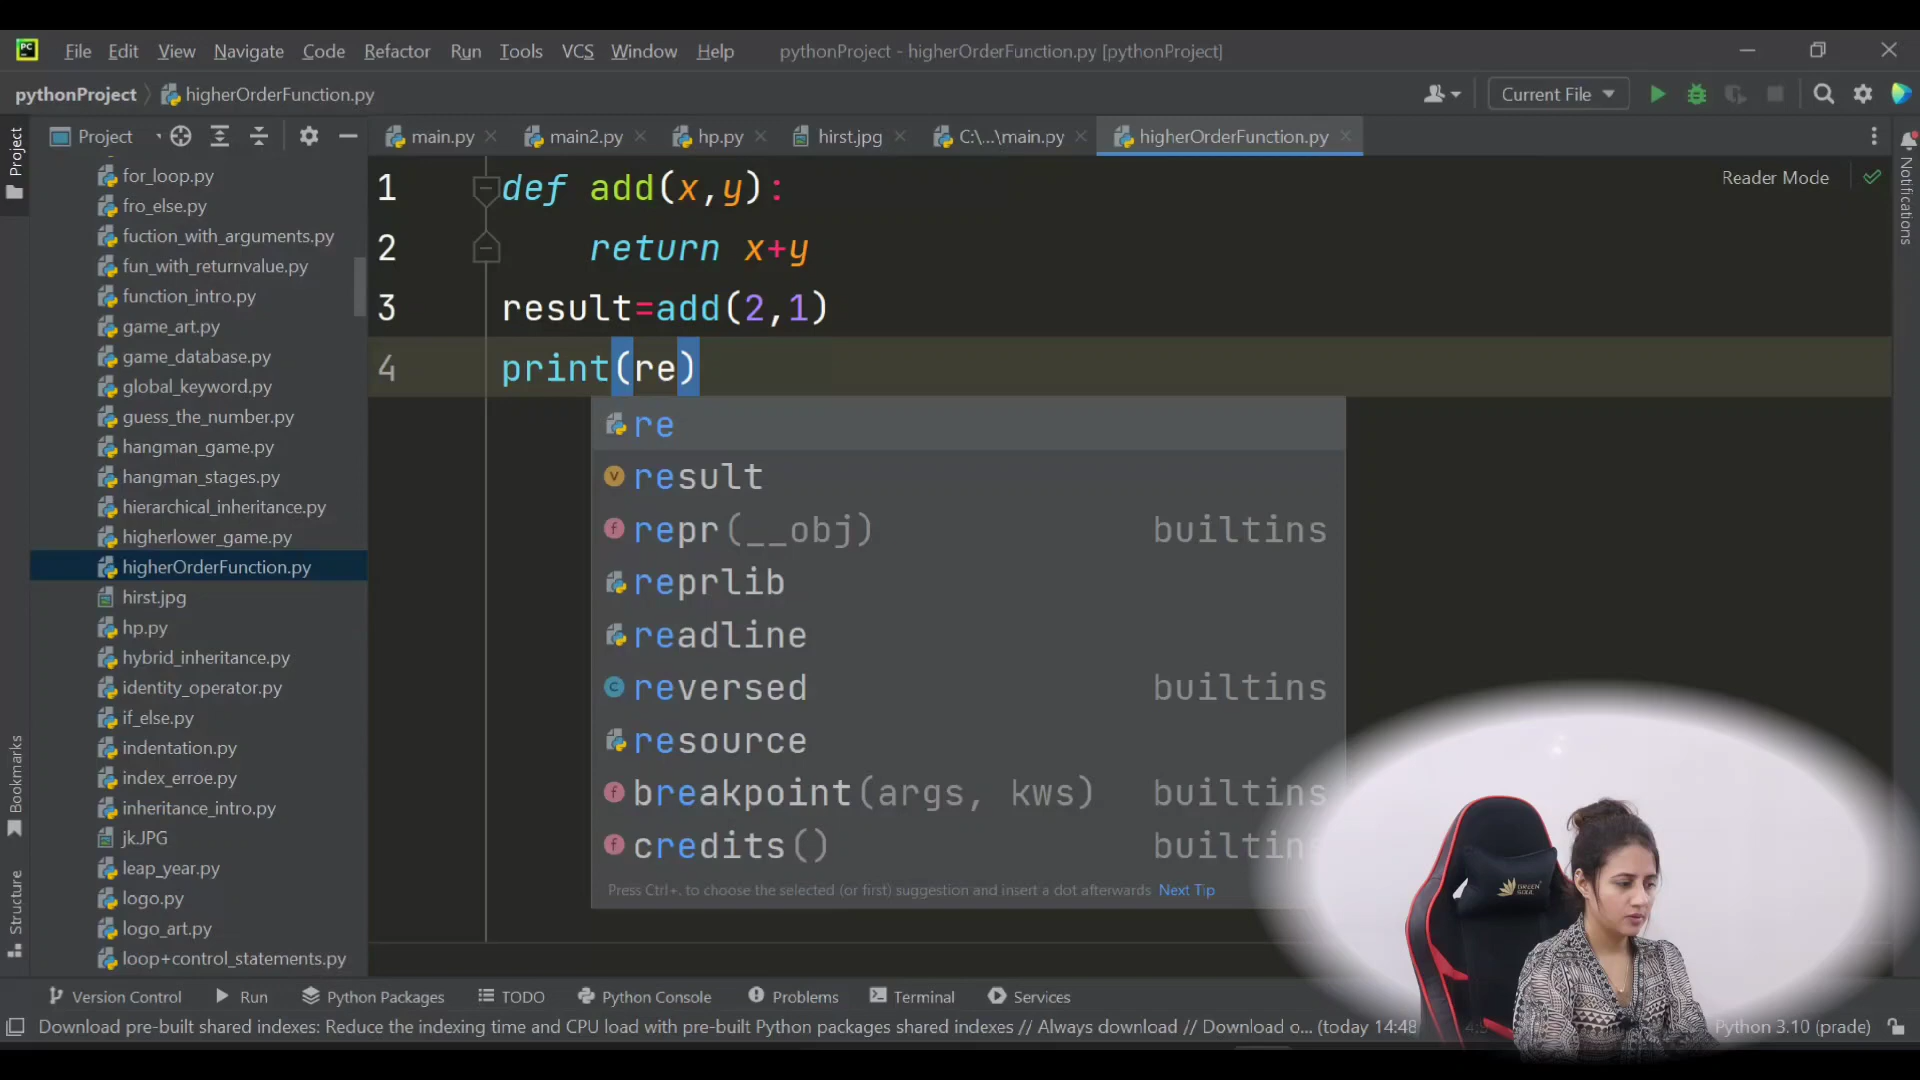 PC
File Edit View Navigate Code Refactor Run Tools VCS Window Help pythonProject - higherOrderFunction.py [pythonProject]
pythonProject higherOrderFunction.py Current File
Project
Project main.py main2.py hp.py hirst.jpg C:\...\main.py higherOrderFunction.py
Notifications
Reader Mode
for_loop.py
fro_else.py
fuction_with_arguments.py
fun_with_returnvalue.py
function_intro.py
game_art.py
game_database.py
global_keyword.py
guess_the_number.py
hangman_game.py
hangman_stages.py
hierarchical_inheritance.py
higherlower_game.py
higherOrderFunction.py
hirst.jpg
hp.py
hybrid_inheritance.py
identity_operator.py
if_else.py
indentation.py
index_erroe.py
inheritance_intro.py
jk.JPG
leap_year.py
logo.py
logo_art.py
loop+control_statements.py
1 def add(x,y):
2 return x+y
3 result=add(2,1)
4 print(re)
re
result
repr(__obj) builtins
reprlib
readline
reversed builtins
resource
breakpoint(args, kws) builtins
credits() builtins
Press Ctrl+. to choose the selected (or first) suggestion and insert a dot afterwards Next Tip
Bookmarks
Structure
GREEN SOUL
Version Control Run Python Packages TODO Python Console Problems Terminal Services
Download pre-built shared indexes: Reduce the indexing time and CPU load with pre-built Python packages shared indexes // Always download // Download o... (today 14:48 Python 3.10 (prade)